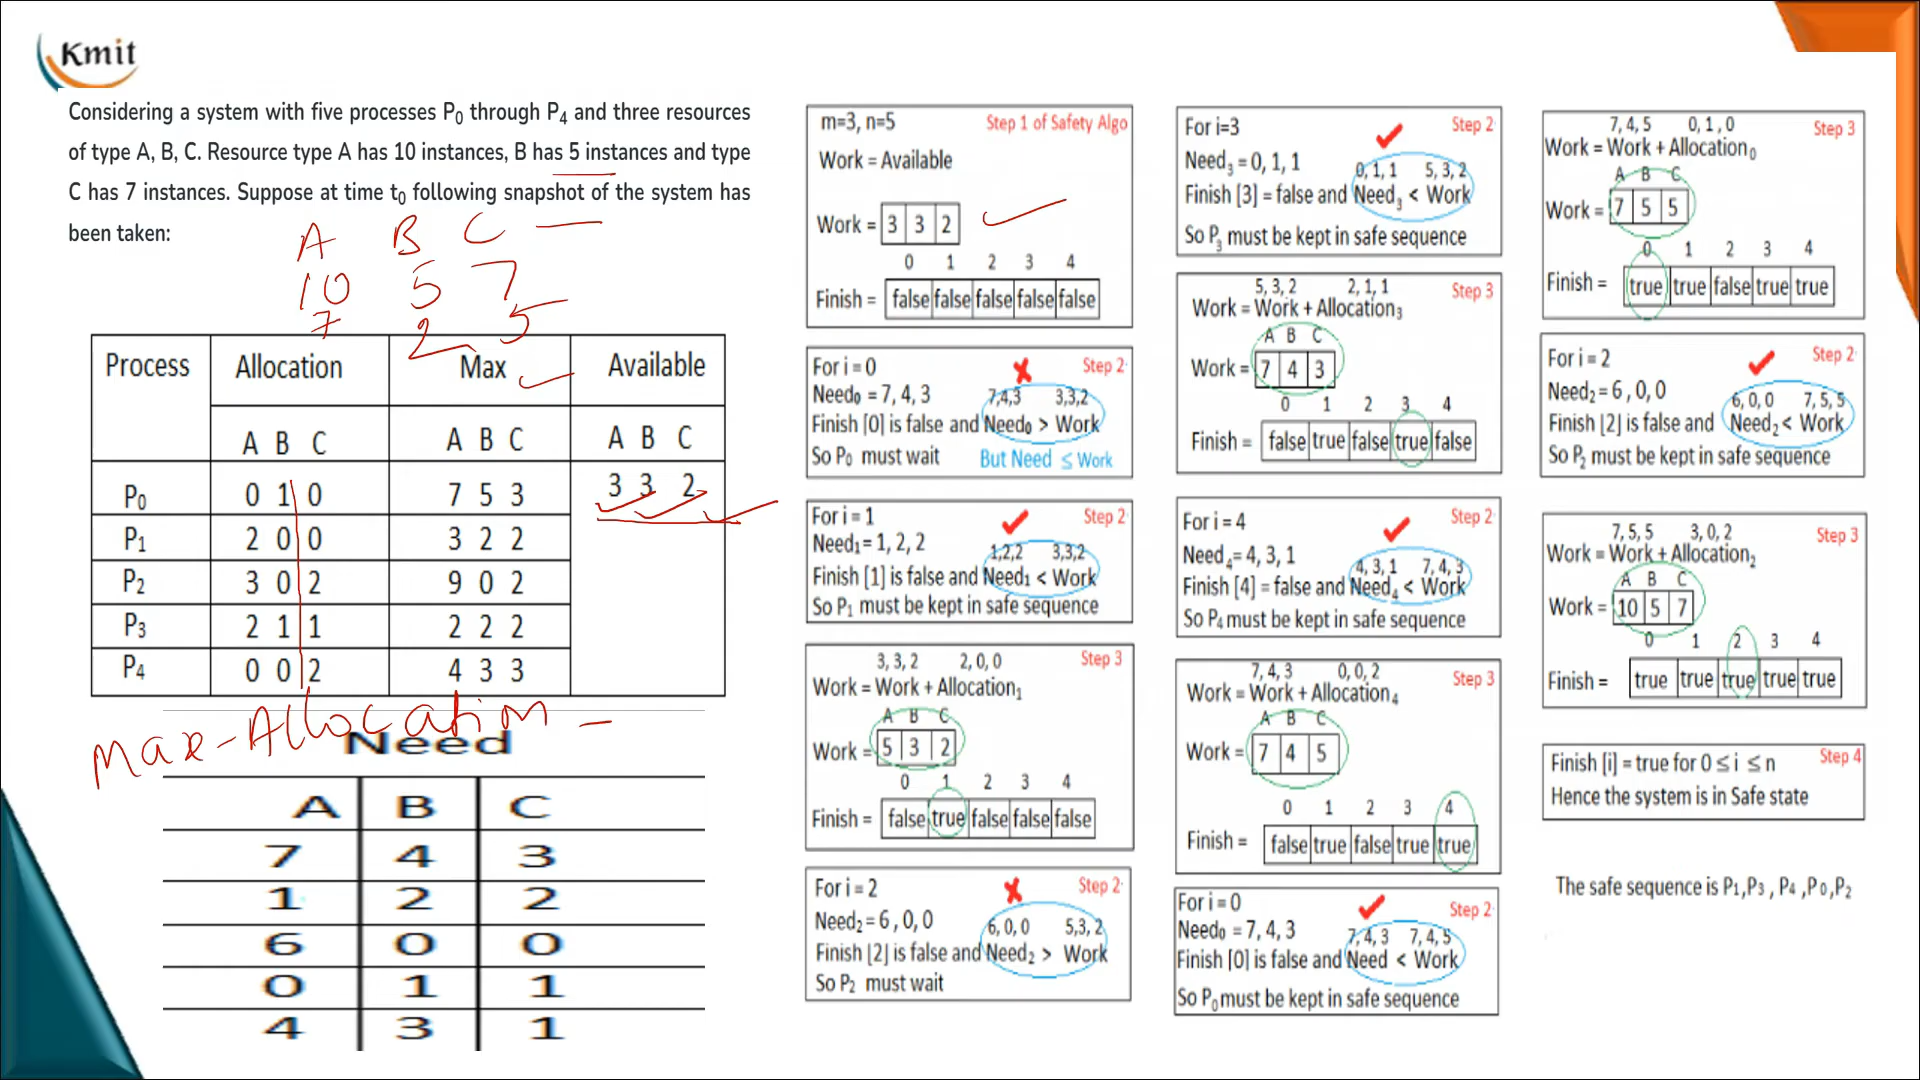 Kmit
Considering a system with five processes P₀ through P₄ and three resources
of type A, B, C. Resource type A has 10 instances, B has 5 instances and type
C has 7 instances. Suppose at time t₀ following snapshot of the system has
been taken:
A B C
10 5 7
7 2 5
Process Allocation Max Available
A B C A B C A B C
P₀ 0 1 0 7 5 3 3 3 2
P₁ 2 0 0 3 2 2
P₂ 3 0 2 9 0 2
P₃ 2 1 1 2 2 2
P₄ 0 0 2 4 3 3
Max-Allocation
Need
A B C
7 4 3
1 2 2
6 0 0
0 1 1
4 3 1
m=3, n=5 Step 1 of Safety Algo
Work = Available
Work = 3 3 2
0 1 2 3 4
Finish = false false false false false
For i = 0 Step 2
Need₀ = 7, 4, 3 7,4,3 3,3,2
Finish [0] is false and Need₀ > Work
So P₀ must wait But Need ≤ Work
For i = 1 Step 2
Need₁ = 1, 2, 2 1,2,2 3,3,2
Finish [1] is false and Need₁ < Work
So P₁ must be kept in safe sequence
3, 3, 2 2, 0, 0 Step 3
Work = Work + Allocation₁
A B C
Work = 5 3 2
0 1 2 3 4
Finish = false true false false false
For i = 2 Step 2
Need₂ = 6 , 0, 0 6, 0, 0 5,3, 2
Finish [2] is false and Need₂ > Work
So P₂ must wait
For i=3 Step 2
Need₃ = 0, 1, 1 0, 1, 1 5, 3, 2
Finish [3] = false and Need₃ < Work
So P₃ must be kept in safe sequence
5, 3, 2 2, 1, 1 Step 3
Work = Work + Allocation₃
A B C
Work = 7 4 3
0 1 2 3 4
Finish = false true false true false
For i = 4 Step 2
Need₄ = 4, 3, 1 4, 3, 1 7, 4, 3
Finish [4] = false and Need₄ < Work
So P₄ must be kept in safe sequence
7, 4, 3 0, 0, 2 Step 3
Work = Work + Allocation₄
A B C
Work = 7 4 5
0 1 2 3 4
Finish = false true false true true
For i = 0 Step 2
Need₀ = 7, 4, 3 7, 4, 3 7, 4, 5
Finish [0] is false and Need < Work
So P₀ must be kept in safe sequence
7, 4, 5 0, 1 , 0 Step 3
Work = Work + Allocation₀
A B C
Work = 7 5 5
0 1 2 3 4
Finish = true true false true true
For i = 2 Step 2
Need₂ = 6 , 0, 0 6, 0, 0 7, 5, 5
Finish [2] is false and Need₂ < Work
So P₂ must be kept in safe sequence
7, 5, 5 3, 0, 2 Step 3
Work = Work + Allocation₂
A B C
Work = 10 5 7
0 1 2 3 4
Finish = true true true true true
Finish [i] = true for 0 ≤ i ≤ n Step 4
Hence the system is in Safe state
The safe sequence is P₁,P₃ , P₄ ,P₀,P₂